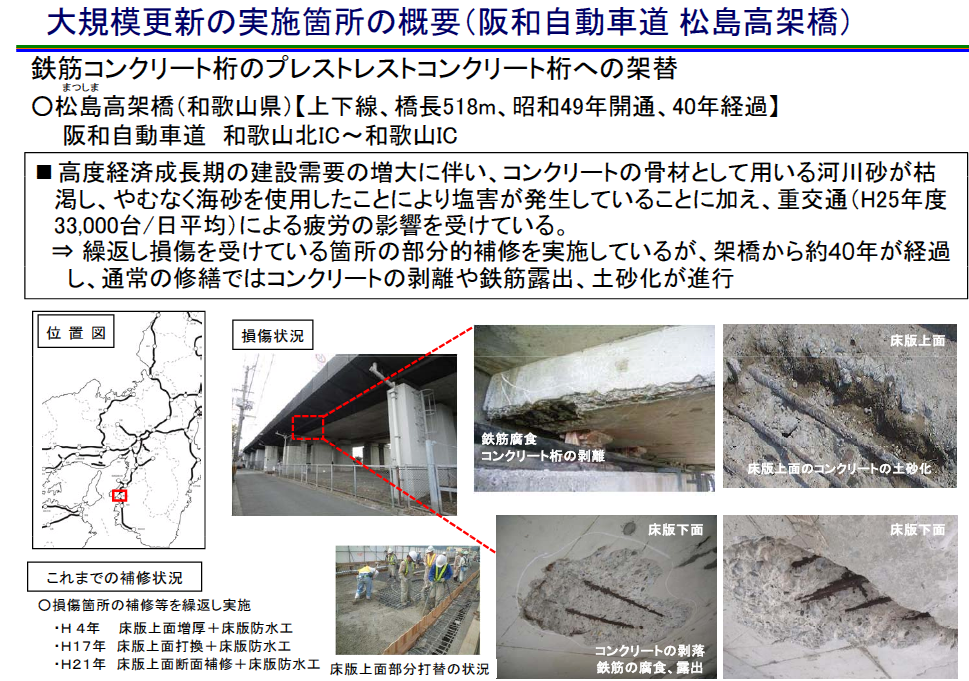 大規模更新の実施箇所の概要(阪和自動車道 松島高架橋)
鉄筋コンクリート桁のプレストレストコンクリート桁への架替
まつしま
〇松島高架橋(和歌山県)【上下線、橋長518m、昭和49年開通、40年経過】
阪和自動車道 和歌山北IC～和歌山IC
■ 高度経済成長期の建設需要の増大に伴い、コンクリートの骨材として用いる河川砂が枯
渇し、やむなく海砂を使用したことにより塩害が発生していることに加え、重交通(H25年度
33,000台/日平均)による疲労の影響を受けている。
⇒ 繰返し損傷を受けている箇所の部分的補修を実施しているが、架橋から約40年が経過
し、通常の修繕ではコンクリートの剥離や鉄筋露出、土砂化が進行
位 置 図
損傷状況
鉄筋腐食
コンクリート桁の剥離
床版上面
床版上面のコンクリートの土砂化
床版下面
コンクリートの剥落
鉄筋の腐食、露出
床版下面
これまでの補修状況
〇損傷箇所の補修等を繰返し実施
・H 4年 床版上面増厚＋床版防水工
・H17年 床版上面打換＋床版防水工
・H21年 床版上面断面補修＋床版防水工
床版上面部分打替の状況